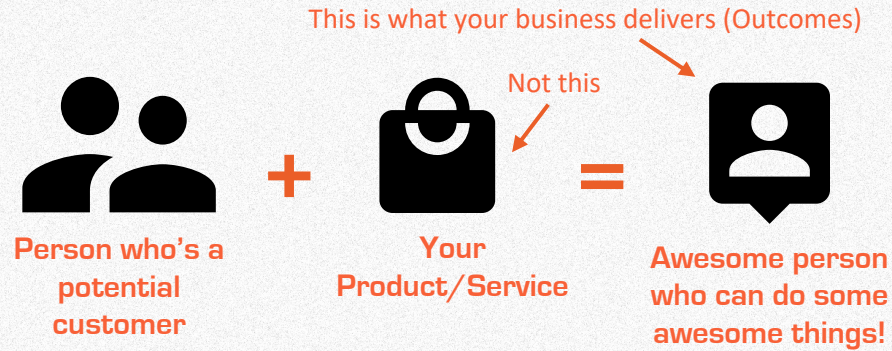 This is what your business delivers (Outcomes)
Not this
+
=
Person who's a
potential
customer
Your
Product/Service
Awesome person
who can do some
awesome things!